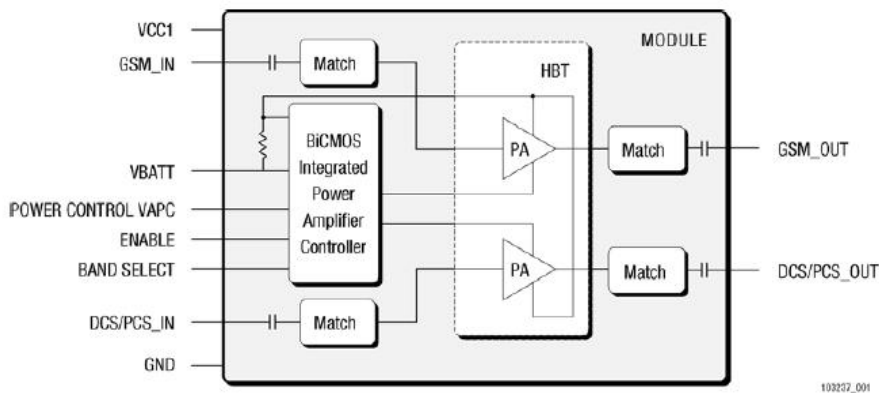 VCC1
MODULE
GSM_IN
Match
HBT
BiCMOS
Integrated
Power
Amplifier
Controller
PA
Match
GSM_OUT
VBATT
POWER CONTROL VAPC
ENABLE
BAND SELECT
PA
Match
DCS/PCS_OUT
DCS/PCS_IN
Match
GND
103237_001